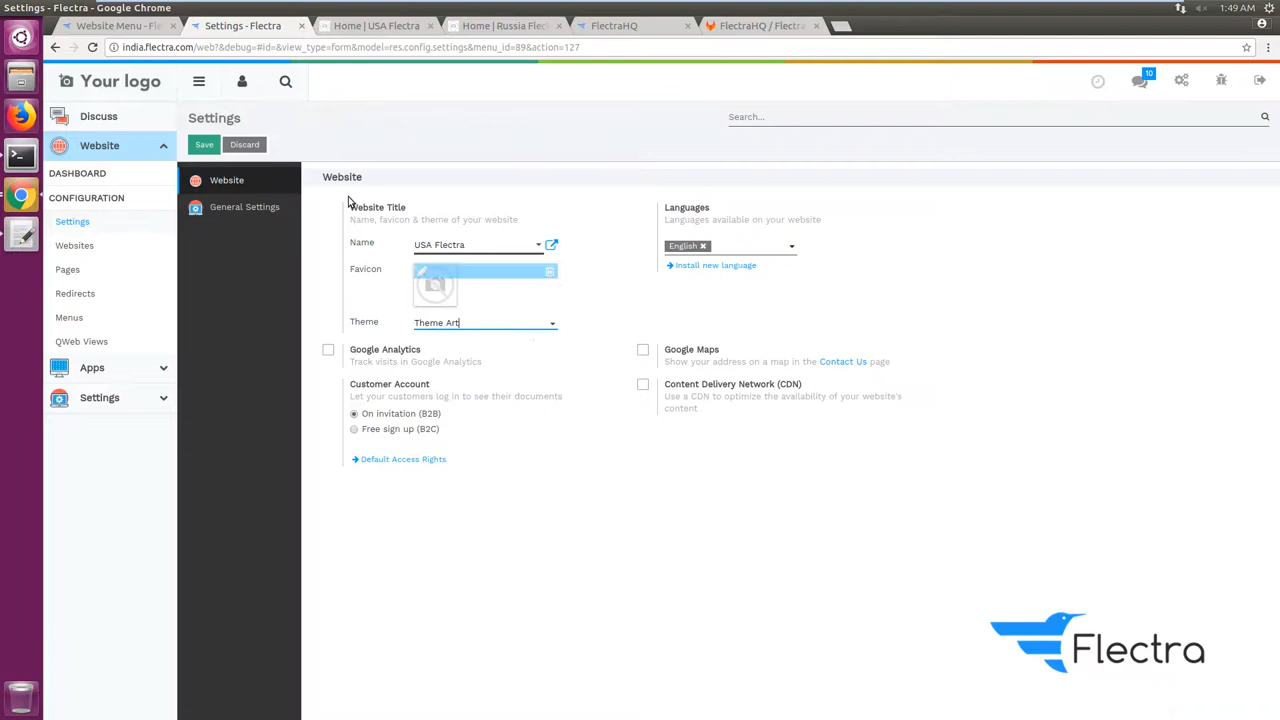 Settings - Flectra - Google Chrome
1:49 AM
Website Menu - Fle
Settings - Flectra
Home | USA Flectra
Home | Russia Flectr
FlectraHQ
FlectraHQ / Flectra
india.flectra.com/web?&debug=#id=&view_type=form&model=res.config.settings&menu_id=89&action=127
Your logo
10
Discuss
Website
DASHBOARD
CONFIGURATION
Settings
Websites
Pages
Redirects
Menus
QWeb Views
Apps
Settings
Settings
Search...
Save
Discard
Website
General Settings
Website
Website Title
Name, favicon & theme of your website
Name
USA Flectra
Favicon
Theme
Theme Art
Languages
Languages available on your website
English
Install new language
Google Analytics
Track visits in Google Analytics
Google Maps
Show your address on a map in the Contact Us page
Customer Account
Let your customers log in to see their documents
On invitation (B2B)
Free sign up (B2C)
Default Access Rights
Content Delivery Network (CDN)
Use a CDN to optimize the availability of your website's
content
Flectra